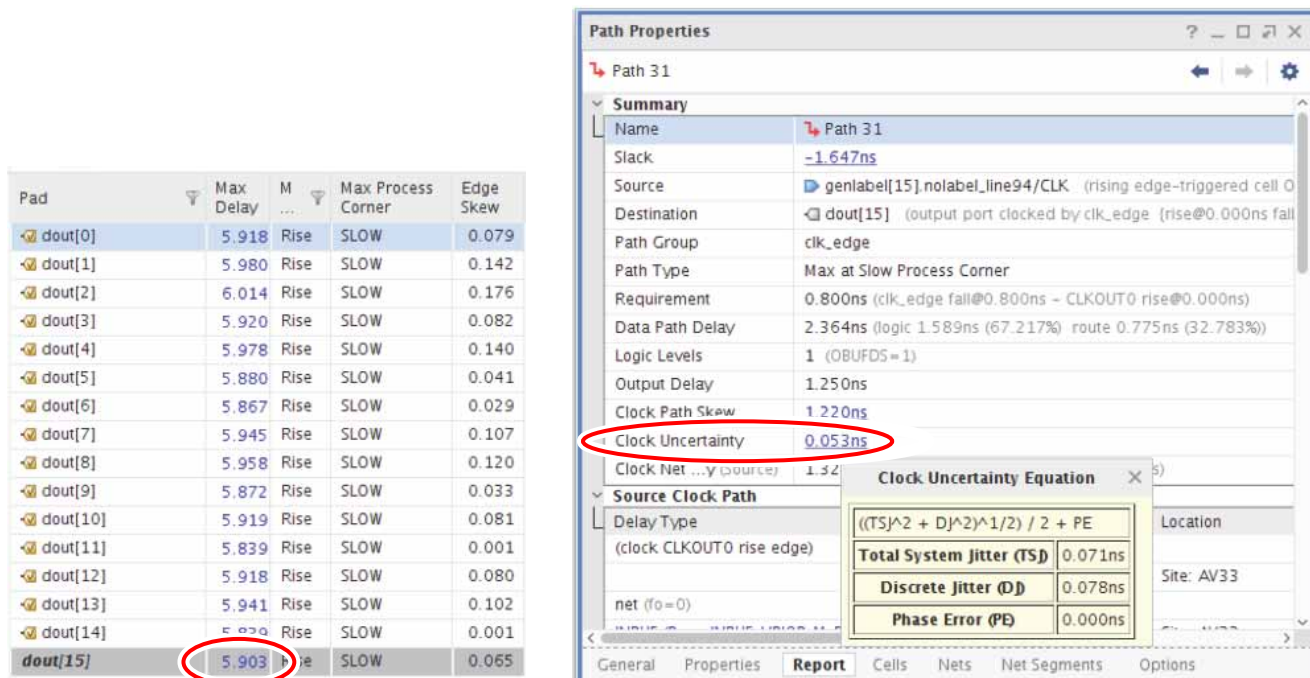 Pad Max Delay M ... Max Process Corner Edge Skew
dout[0] 5.918 Rise SLOW 0.079
dout[1] 5.980 Rise SLOW 0.142
dout[2] 6.014 Rise SLOW 0.176
dout[3] 5.920 Rise SLOW 0.082
dout[4] 5.978 Rise SLOW 0.140
dout[5] 5.880 Rise SLOW 0.041
dout[6] 5.867 Rise SLOW 0.029
dout[7] 5.945 Rise SLOW 0.107
dout[8] 5.958 Rise SLOW 0.120
dout[9] 5.872 Rise SLOW 0.033
dout[10] 5.919 Rise SLOW 0.081
dout[11] 5.839 Rise SLOW 0.001
dout[12] 5.918 Rise SLOW 0.080
dout[13] 5.941 Rise SLOW 0.102
dout[14] 5.839 Rise SLOW 0.001
dout[15] 5.903 Rise SLOW 0.065
Path Properties
Path 31
Summary
Name Path 31
Slack -1.647ns
Source genlabel[15].nolabel_line94/CLK (rising edge-triggered cell O
Destination dout[15] (output port clocked by clk_edge {rise@0.000ns fall
Path Group clk_edge
Path Type Max at Slow Process Corner
Requirement 0.800ns (clk_edge fall@0.800ns - CLKOUT0 rise@0.000ns)
Data Path Delay 2.364ns (logic 1.589ns (67.217%) route 0.775ns (32.783%))
Logic Levels 1 (OBUFDS=1)
Output Delay 1.250ns
Clock Path Skew 1.220ns
Clock Uncertainty 0.053ns
Clock Net ...y (Source) 1.32 s)
Source Clock Path
Delay Type Location
(clock CLKOUT0 rise edge)
Site: AV33
net (fo=0)
Clock Uncertainty Equation
((TSJ^2 + DJ^2)^1/2) / 2 + PE
Total System Jitter (TSJ) 0.071ns
Discrete Jitter (DJ) 0.078ns
Phase Error (PE) 0.000ns
General Properties Report Cells Nets Net Segments Options